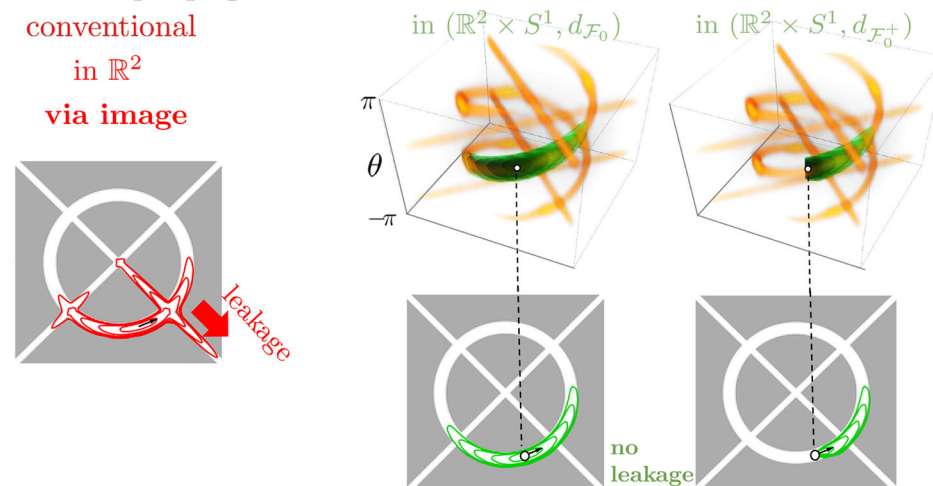 conventional
in ℝ²
via image
leakage
in (ℝ² × S¹, d_{𝓕₀})
π
θ
−π
no
leakage
in (ℝ² × S¹, d_{𝓕₀⁺})